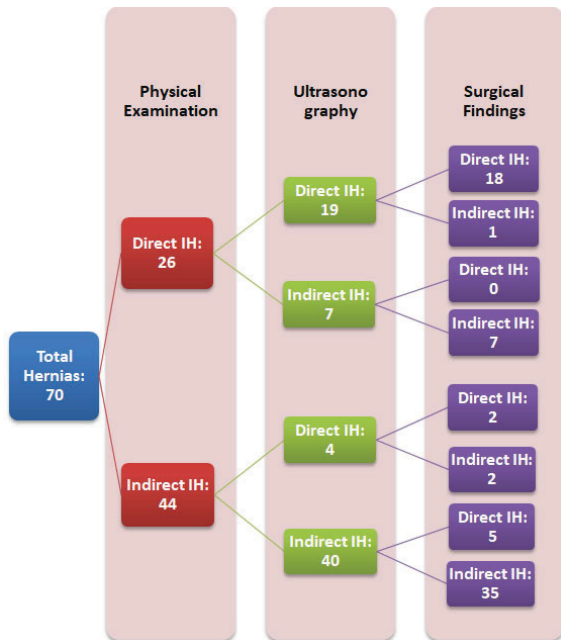 Physical
Examination
Ultrasono
graphy
Surgical
Findings
Total
Hernias:
70
Direct IH:
26
Indirect IH:
44
Direct IH:
19
Indirect IH:
7
Direct IH:
4
Indirect IH:
40
Direct IH:
18
Indirect IH:
1
Direct IH:
0
Indirect IH:
7
Direct IH:
2
Indirect IH:
2
Direct IH:
5
Indirect IH:
35